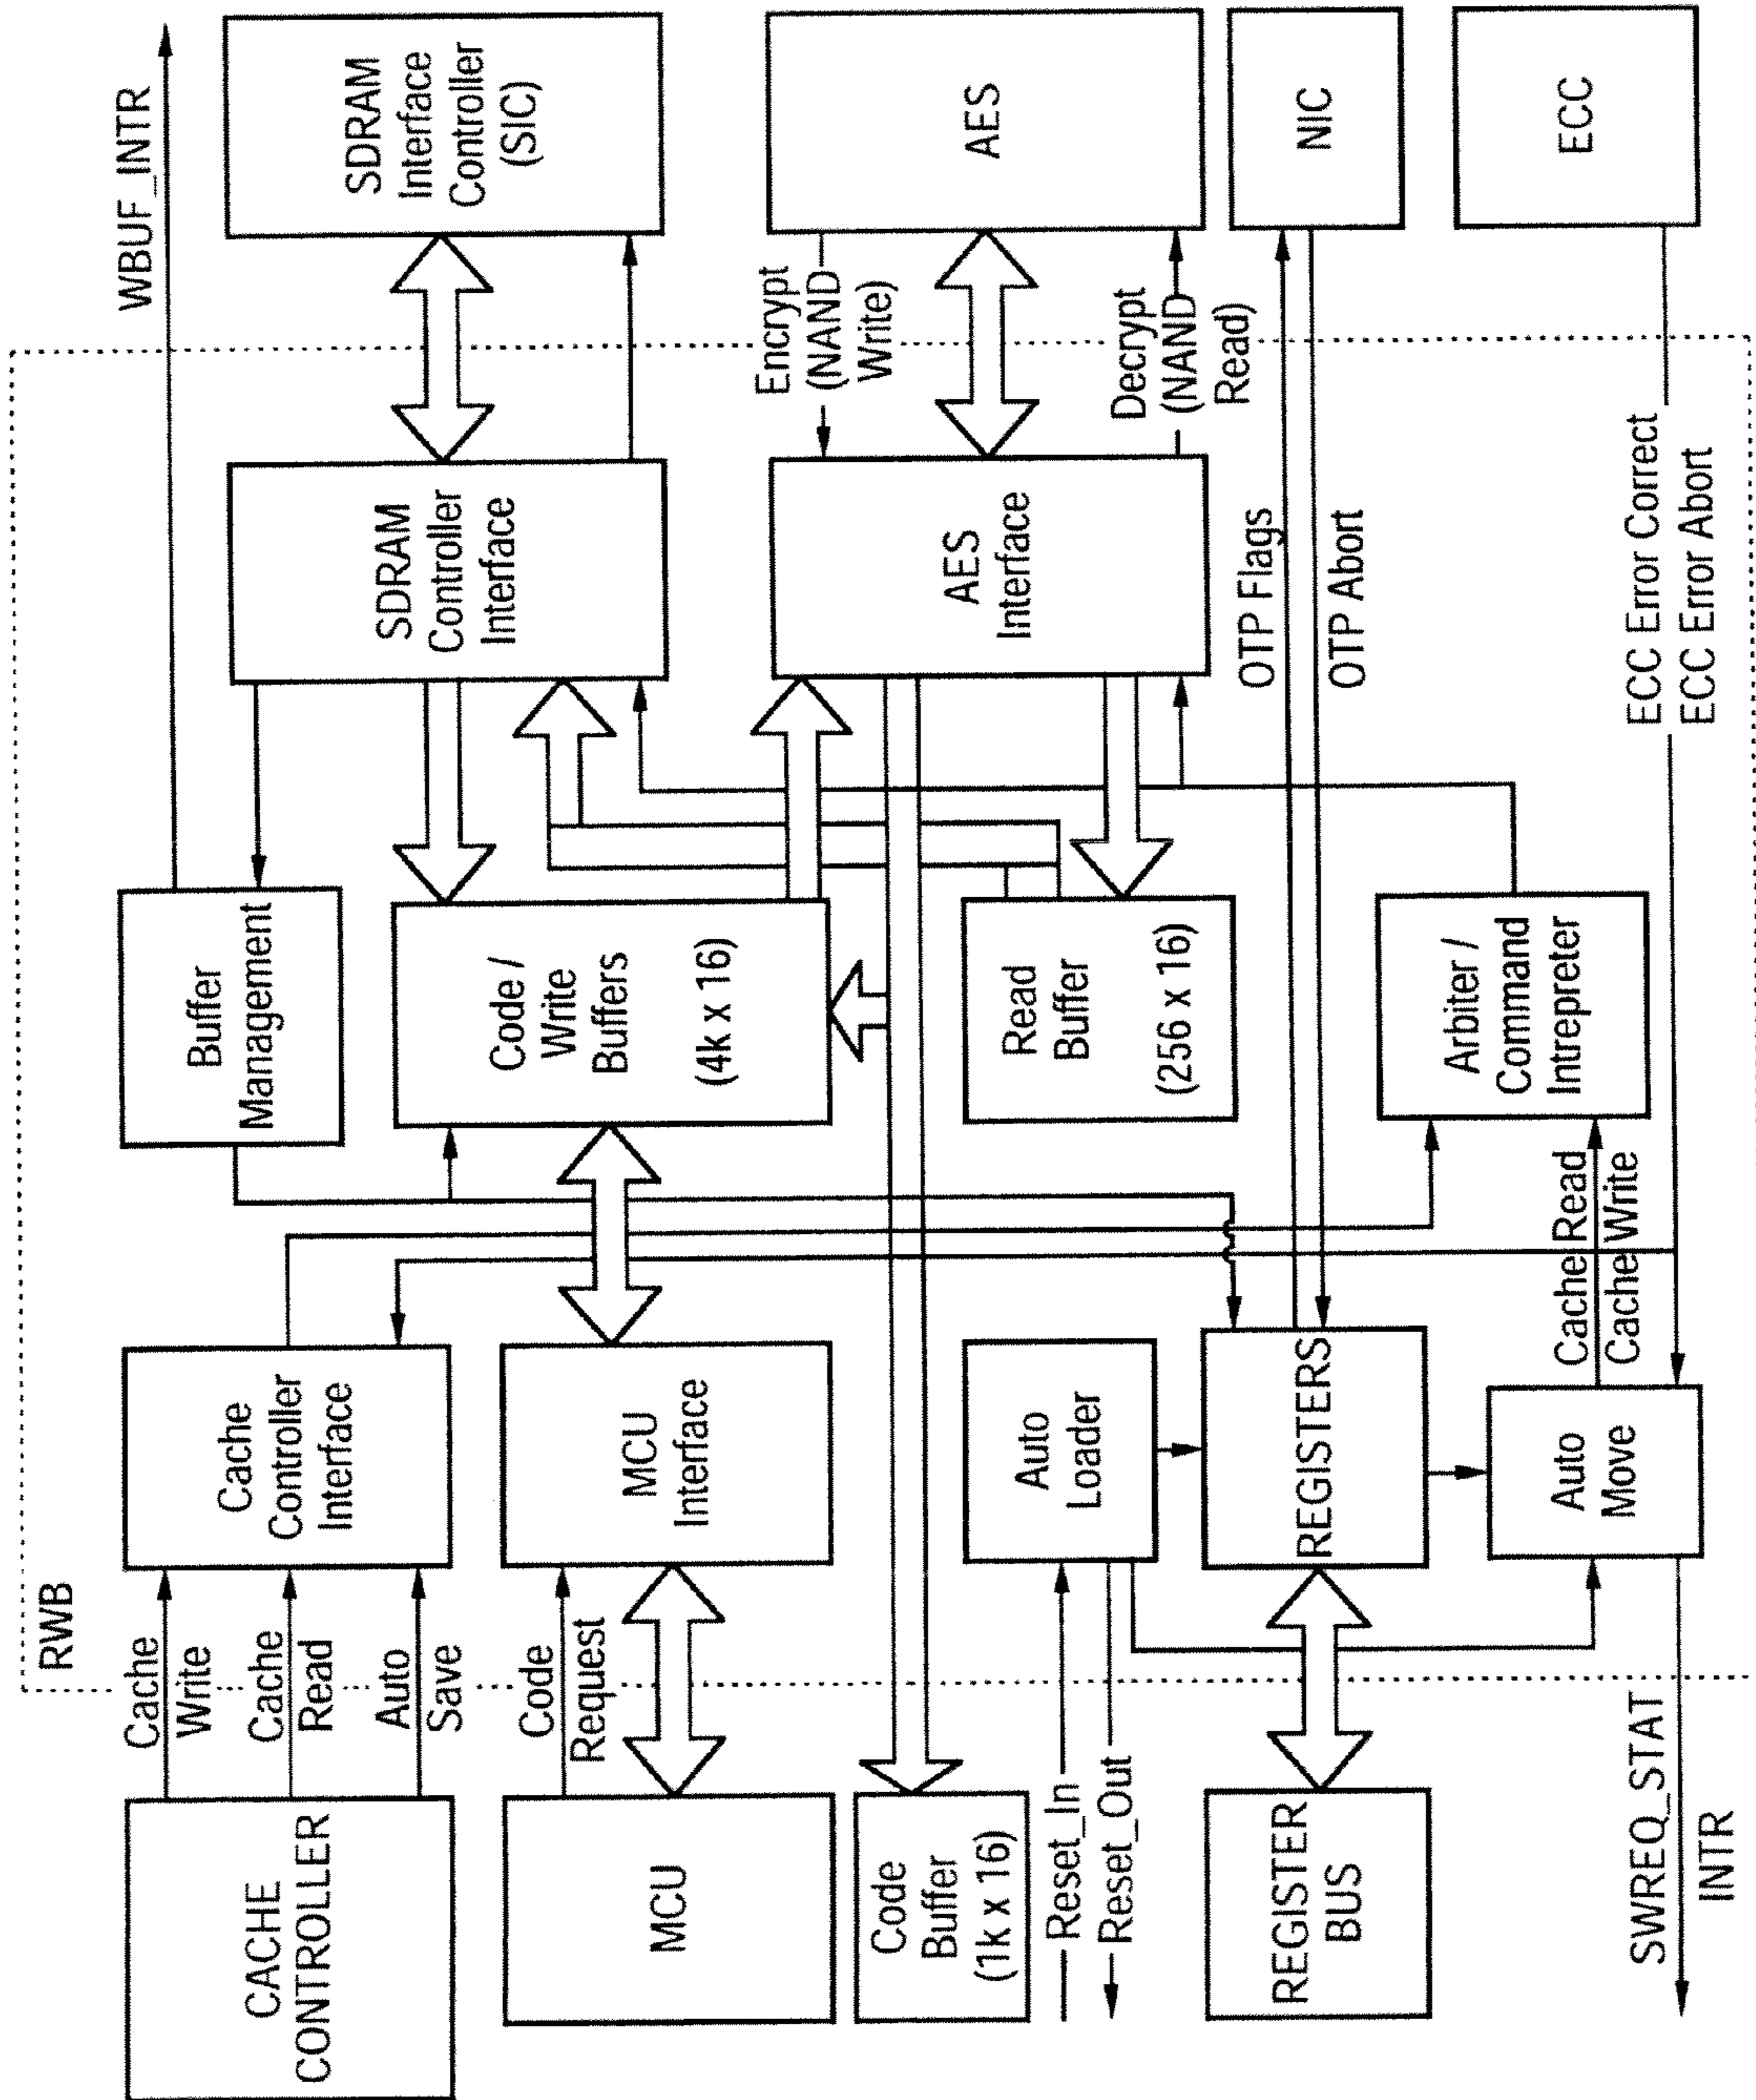 RWB
CACHE
CONTROLLER
Cache
Write
Cache
Read
Auto
Save
Cache
Controller
Interface
Buffer
Management
WBUF_INTR
MCU
Code
Request
MCU
Interface
Code /
Write
Buffers
(4k x 16)
SDRAM
Controller
Interface
SDRAM
Interface
Controller
(SIC)
Code
Buffer
(1k x 16)
Reset_In
Reset_Out
Auto
Loader
Read
Buffer
(256 x 16)
AES
Interface
Encrypt
(NAND
Write)
Decrypt
(NAND
Read)
AES
REGISTER
BUS
REGISTERS
OTP Flags
OTP Abort
NIC
SWREQ_STAT
INTR
Auto
Move
Cache Read
Cache Write
Arbiter /
Command
Intrepreter
ECC Error Correct
ECC Error Abort
ECC